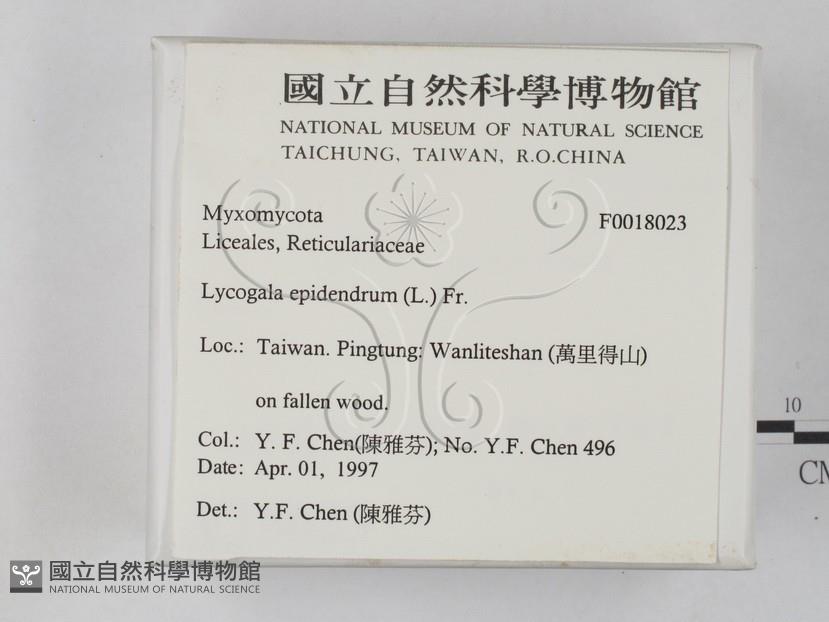 國立自然科學博物館
NATIONAL MUSEUM OF NATURAL SCIENCE
TAICHUNG, TAIWAN, R.O.CHINA
Myxomycota F0018023
Liceales, Reticulariaceae
Lycogala epidendrum (L.) Fr.
Loc.: Taiwan. Pingtung: Wanliteshan (萬里得山)
on fallen wood.
Col.: Y. F. Chen(陳雅芬); No. Y.F. Chen 496
Date: Apr. 01, 1997
Det.: Y.F. Chen (陳雅芬)
10
CM
國立自然科學博物館
NATIONAL MUSEUM OF NATURAL SCIENCE